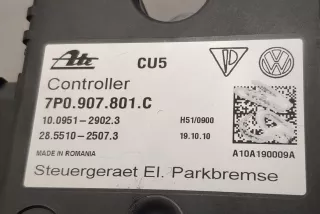 Ate CU5
Controller
7P0.907.801.C
10.0951-2902.3 H51/0900
28.5510-2507.3 19.10.10
MADE IN ROMANIA A10A190009A
Steuergeraet El. Parkbremse